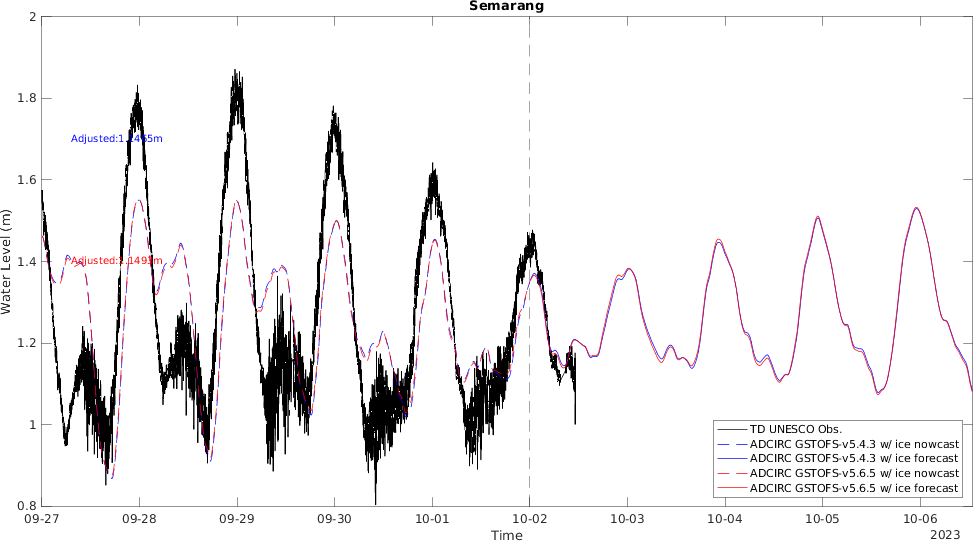 Semarang
2
1.8
1.6
1.4
1.2
1
0.8
Water Level (m)
Adjusted:1.1495m
09-27
09-28
09-29
09-30
10-01
10-02
10-03
10-04
10-05
10-06
Time
2023
TD UNESCO Obs.
ADCIRC GSTOFS-v5.4.3 w/ ice nowcast
ADCIRC GSTOFS-v5.4.3 w/ ice forecast
ADCIRC GSTOFS-v5.6.5 w/ ice nowcast
ADCIRC GSTOFS-v5.6.5 w/ ice forecast